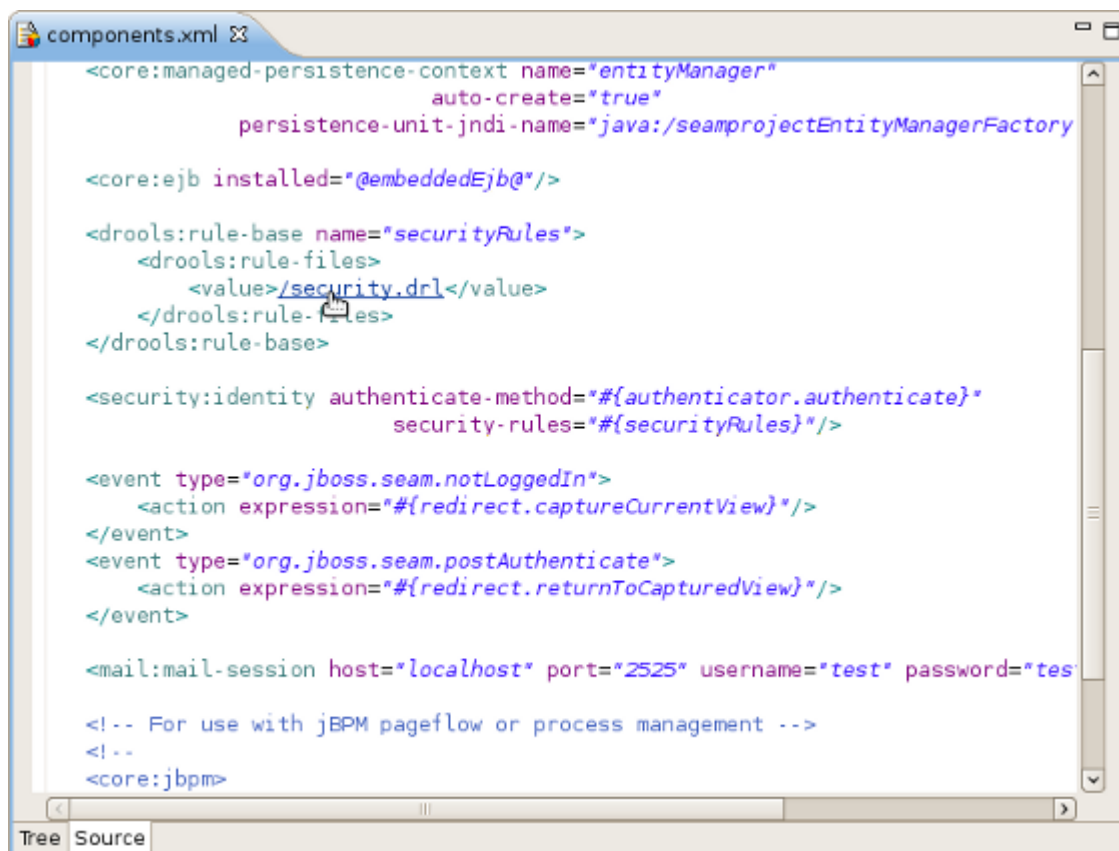 components.xml
<core:managed-persistence-context name="entityManager"
auto-create="true"
persistence-unit-jndi-name="java:/seamprojectEntityManagerFactory
<core:ejb installed="@embeddedEjb@"/>
<drools:rule-base name="securityRules">
<drools:rule-files>
<value>/security.drl</value>
</drools:rule-files>
</drools:rule-base>
<security:identity authenticate-method="#{authenticator.authenticate}"
security-rules="#{securityRules}"/>
<event type="org.jboss.seam.notLoggedIn">
<action expression="#{redirect.captureCurrentView}"/>
</event>
<event type="org.jboss.seam.postAuthenticate">
<action expression="#{redirect.returnToCapturedView}"/>
</event>
<mail:mail-session host="localhost" port="2525" username="test" password="tes
<!-- For use with jBPM pageflow or process management -->
<!--
<core:jbpm>
Tree Source